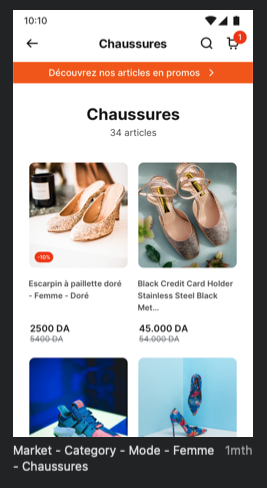 10:10
Chaussures
1
Découvrez nos articles en promos
Chaussures
34 articles
-10%
Escarpin à paillette doré
- Femme - Doré
2500 DA
5400 DA
Black Credit Card Holder
Stainless Steel Black
Met...
45.000 DA
54.000 DA
Market - Category - Mode - Femme
- Chaussures
1mth